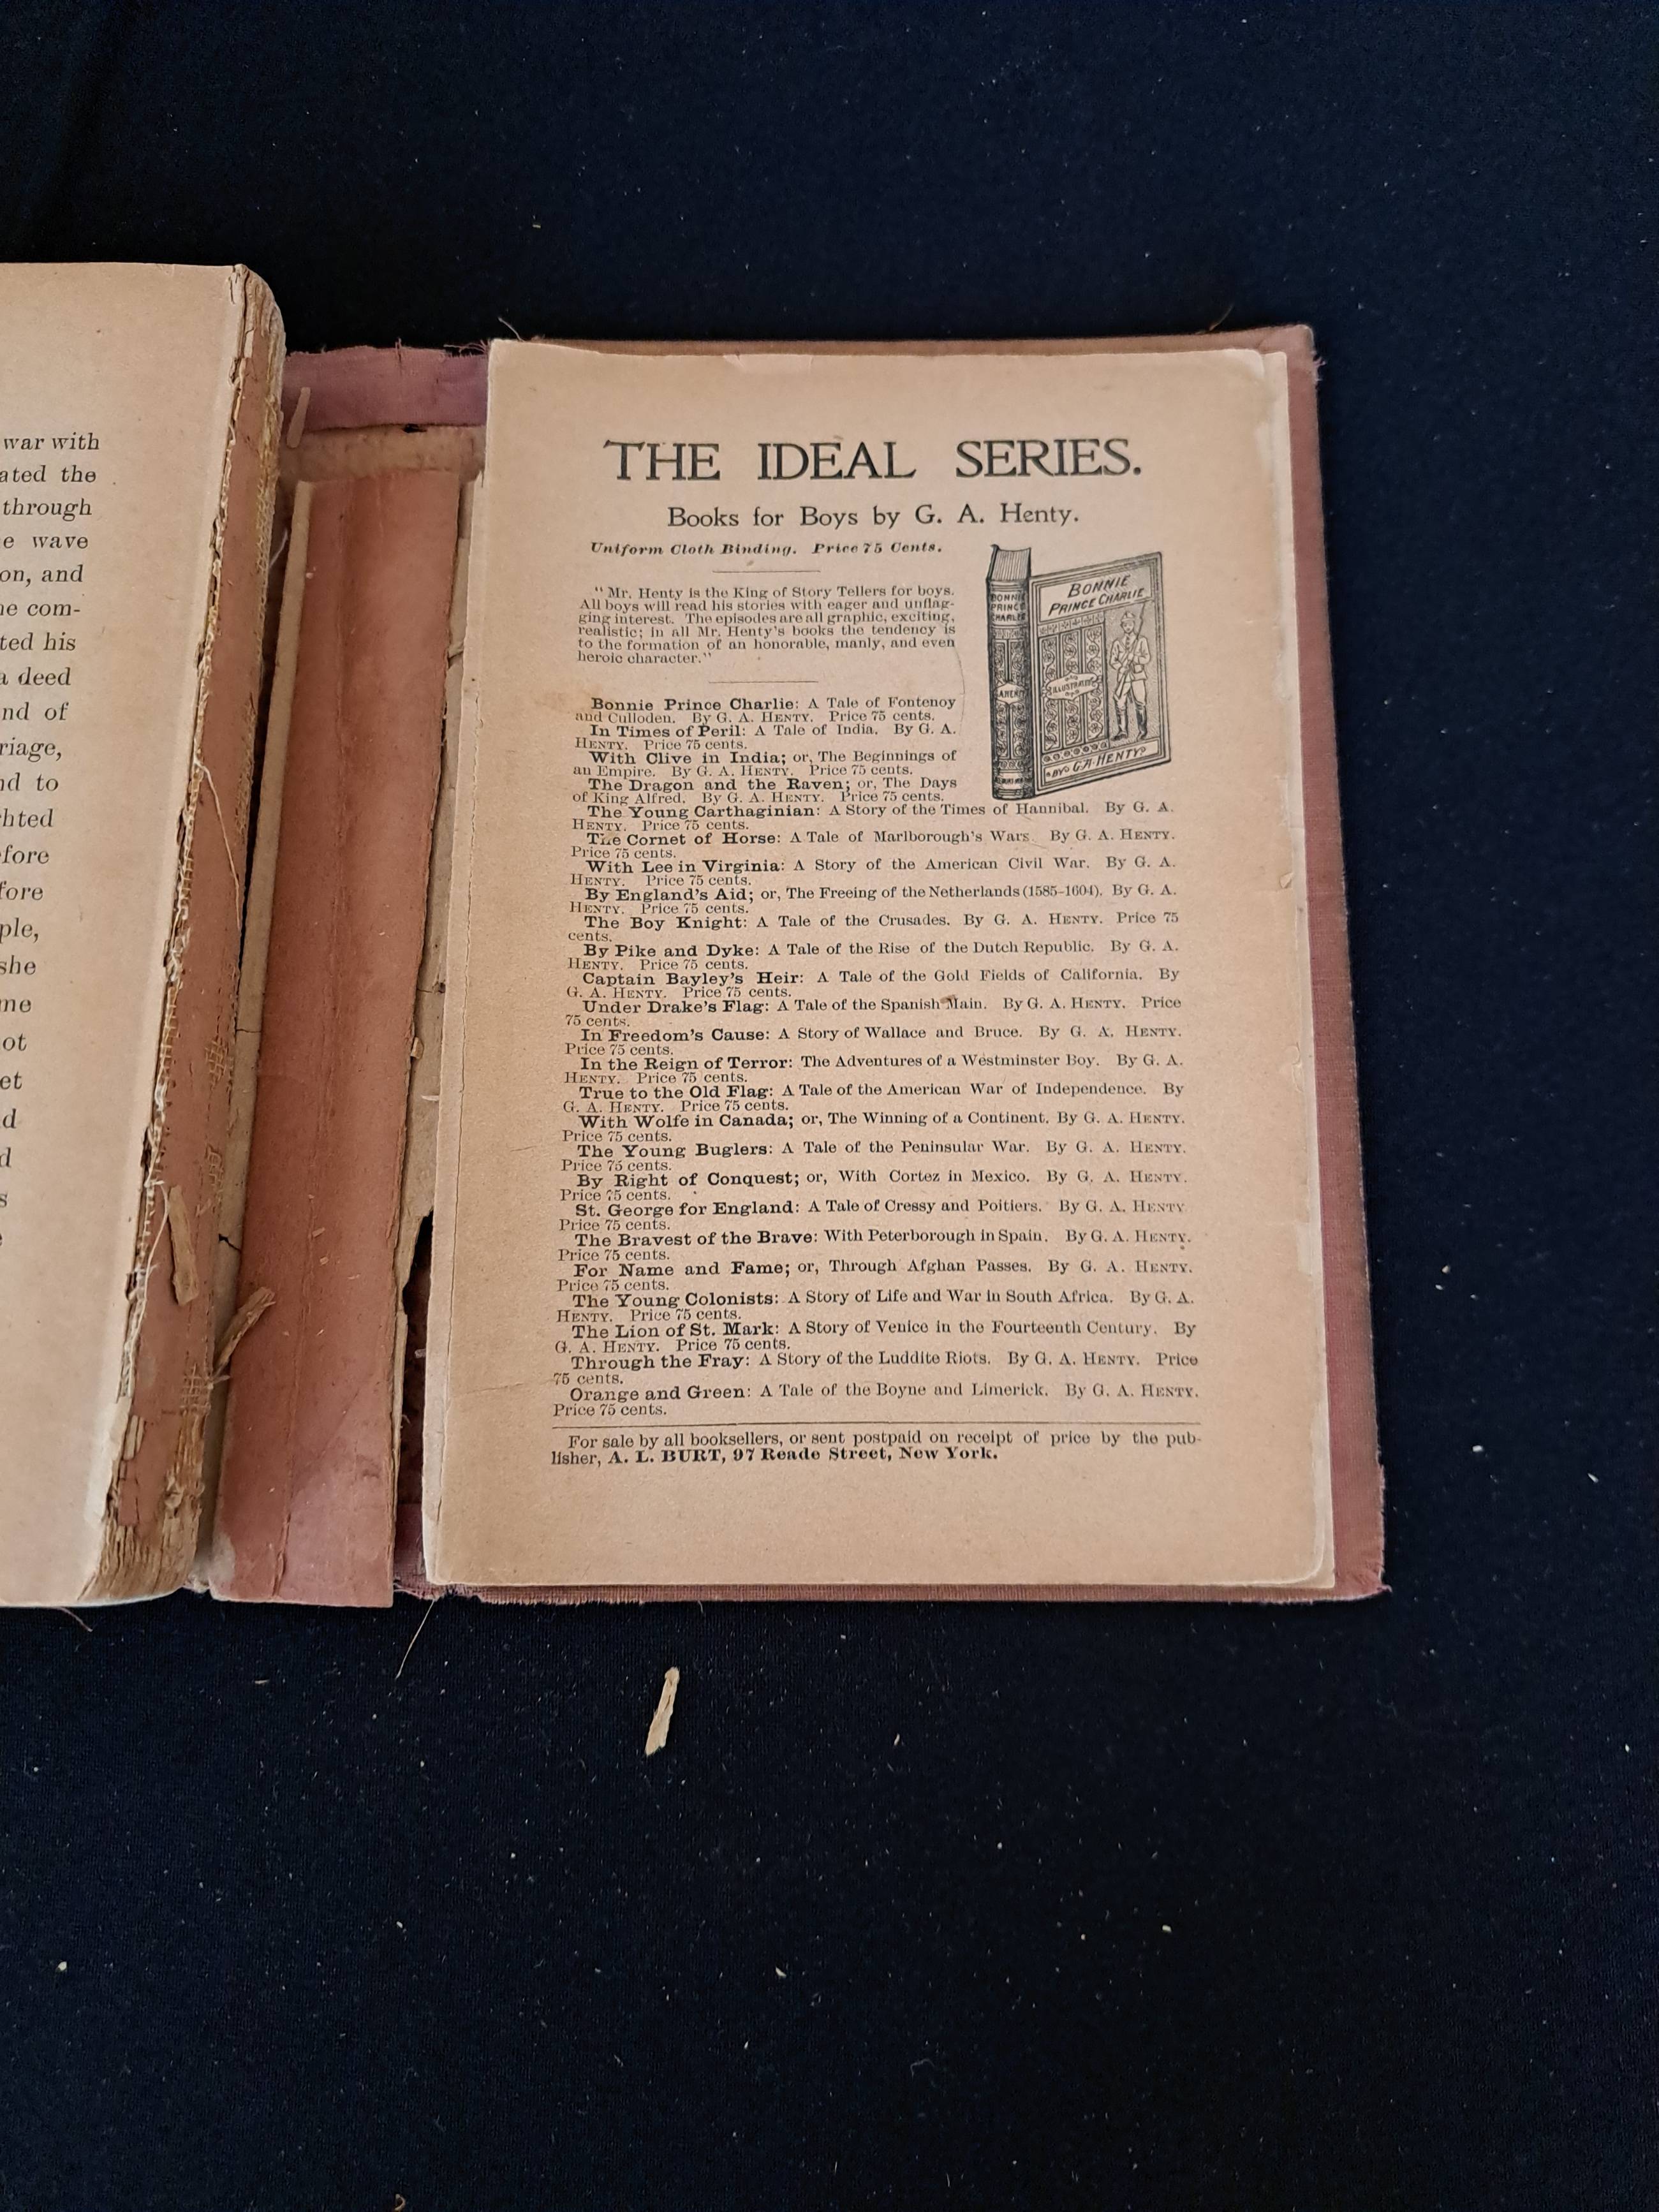 war with
ated the
through
e wave
on, and
he com-
ted his
a deed
nd of
riage,
nd to
hted
efore
fore
ple,
she
me
ot
et
d
d
s
e
THE IDEAL SERIES.
Books for Boys by G. A. Henty.
Uniform Cloth Binding. Price 75 Cents.
"Mr. Henty is the King of Story Tellers for boys.
All boys will read his stories with eager and unflag-
ging interest. The episodes are all graphic, exciting,
realistic; in all Mr. Henty's books the tendency is
to the formation of an honorable, manly, and even
heroic character."
BONNIE
PRINCE
CHARLIE
HENTY
BONNIE
PRINCE CHARLIE
ILLUSTRATED
BY G.A. HENTY
Bonnie Prince Charlie: A Tale of Fontenoy
and Culloden. By G. A. HENTY. Price 75 cents.
In Times of Peril: A Tale of India. By G. A.
HENTY. Price 75 cents.
With Clive in India; or, The Beginnings of
an Empire. By G. A. HENTY. Price 75 cents.
The Dragon and the Raven; or, The Days
of King Alfred. By G. A. HENTY. Price 75 cents.
The Young Carthaginian: A Story of the Times of Hannibal. By G. A.
HENTY. Price 75 cents.
The Cornet of Horse: A Tale of Marlborough's Wars. By G. A. HENTY.
Price 75 cents.
With Lee in Virginia: A Story of the American Civil War. By G. A.
HENTY. Price 75 cents.
By England's Aid; or, The Freeing of the Netherlands (1585-1604). By G. A.
HENTY. Price 75 cents.
The Boy Knight: A Tale of the Crusades. By G. A. HENTY. Price 75
cents.
By Pike and Dyke: A Tale of the Rise of the Dutch Republic. By G. A.
HENTY. Price 75 cents.
Captain Bayley's Heir: A Tale of the Gold Fields of California. By
G. A. HENTY. Price 75 cents.
Under Drake's Flag: A Tale of the Spanish Main. By G. A. HENTY. Price
75 cents.
In Freedom's Cause: A Story of Wallace and Bruce. By G. A. HENTY.
Price 75 cents.
In the Reign of Terror: The Adventures of a Westminster Boy. By G. A.
HENTY. Price 75 cents.
True to the Old Flag: A Tale of the American War of Independence. By
G. A. HENTY. Price 75 cents.
With Wolfe in Canada; or, The Winning of a Continent. By G. A. HENTY.
Price 75 cents.
The Young Buglers: A Tale of the Peninsular War. By G. A. HENTY.
Price 75 cents.
By Right of Conquest; or, With Cortez in Mexico. By G. A. HENTY.
Price 75 cents.
St. George for England: A Tale of Cressy and Poitiers. By G. A. HENTY
Price 75 cents.
The Bravest of the Brave: With Peterborough in Spain. By G. A. HENTY.
Price 75 cents.
For Name and Fame; or, Through Afghan Passes. By G. A. HENTY.
Price 75 cents.
The Young Colonists: A Story of Life and War in South Africa. By G. A.
HENTY. Price 75 cents.
The Lion of St. Mark: A Story of Venice in the Fourteenth Century. By
G. A. HENTY. Price 75 cents.
Through the Fray: A Story of the Luddite Riots. By G. A. HENTY. Price
75 cents.
Orange and Green: A Tale of the Boyne and Limerick. By G. A. HENTY.
Price 75 cents.
For sale by all booksellers, or sent postpaid on receipt of price by the pub-
lisher, A. L. BURT, 97 Reade Street, New York.